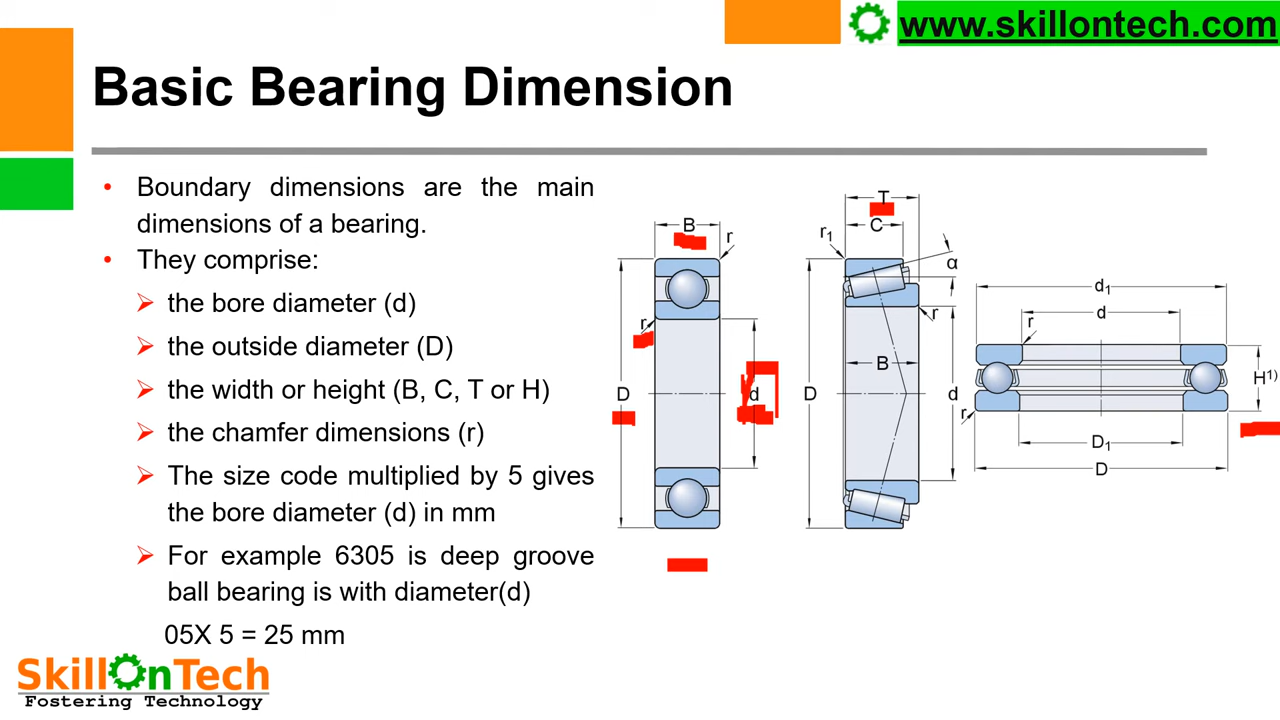 www.skillontech.com
Basic Bearing Dimension
• Boundary dimensions are the main
dimensions of a bearing.
• They comprise:
➢ the bore diameter (d)
➢ the outside diameter (D)
➢ the width or height (B, C, T or H)
➢ the chamfer dimensions (r)
➢ The size code multiplied by 5 gives
the bore diameter (d) in mm
➢ For example 6305 is deep groove
ball bearing is with diameter(d)
05X 5 = 25 mm
B
r
r
D
d
T
C
r₁
α
r
B
D
d
d₁
d
r
H¹⁾
r
D₁
D
SkillOnTech
Fostering Technology